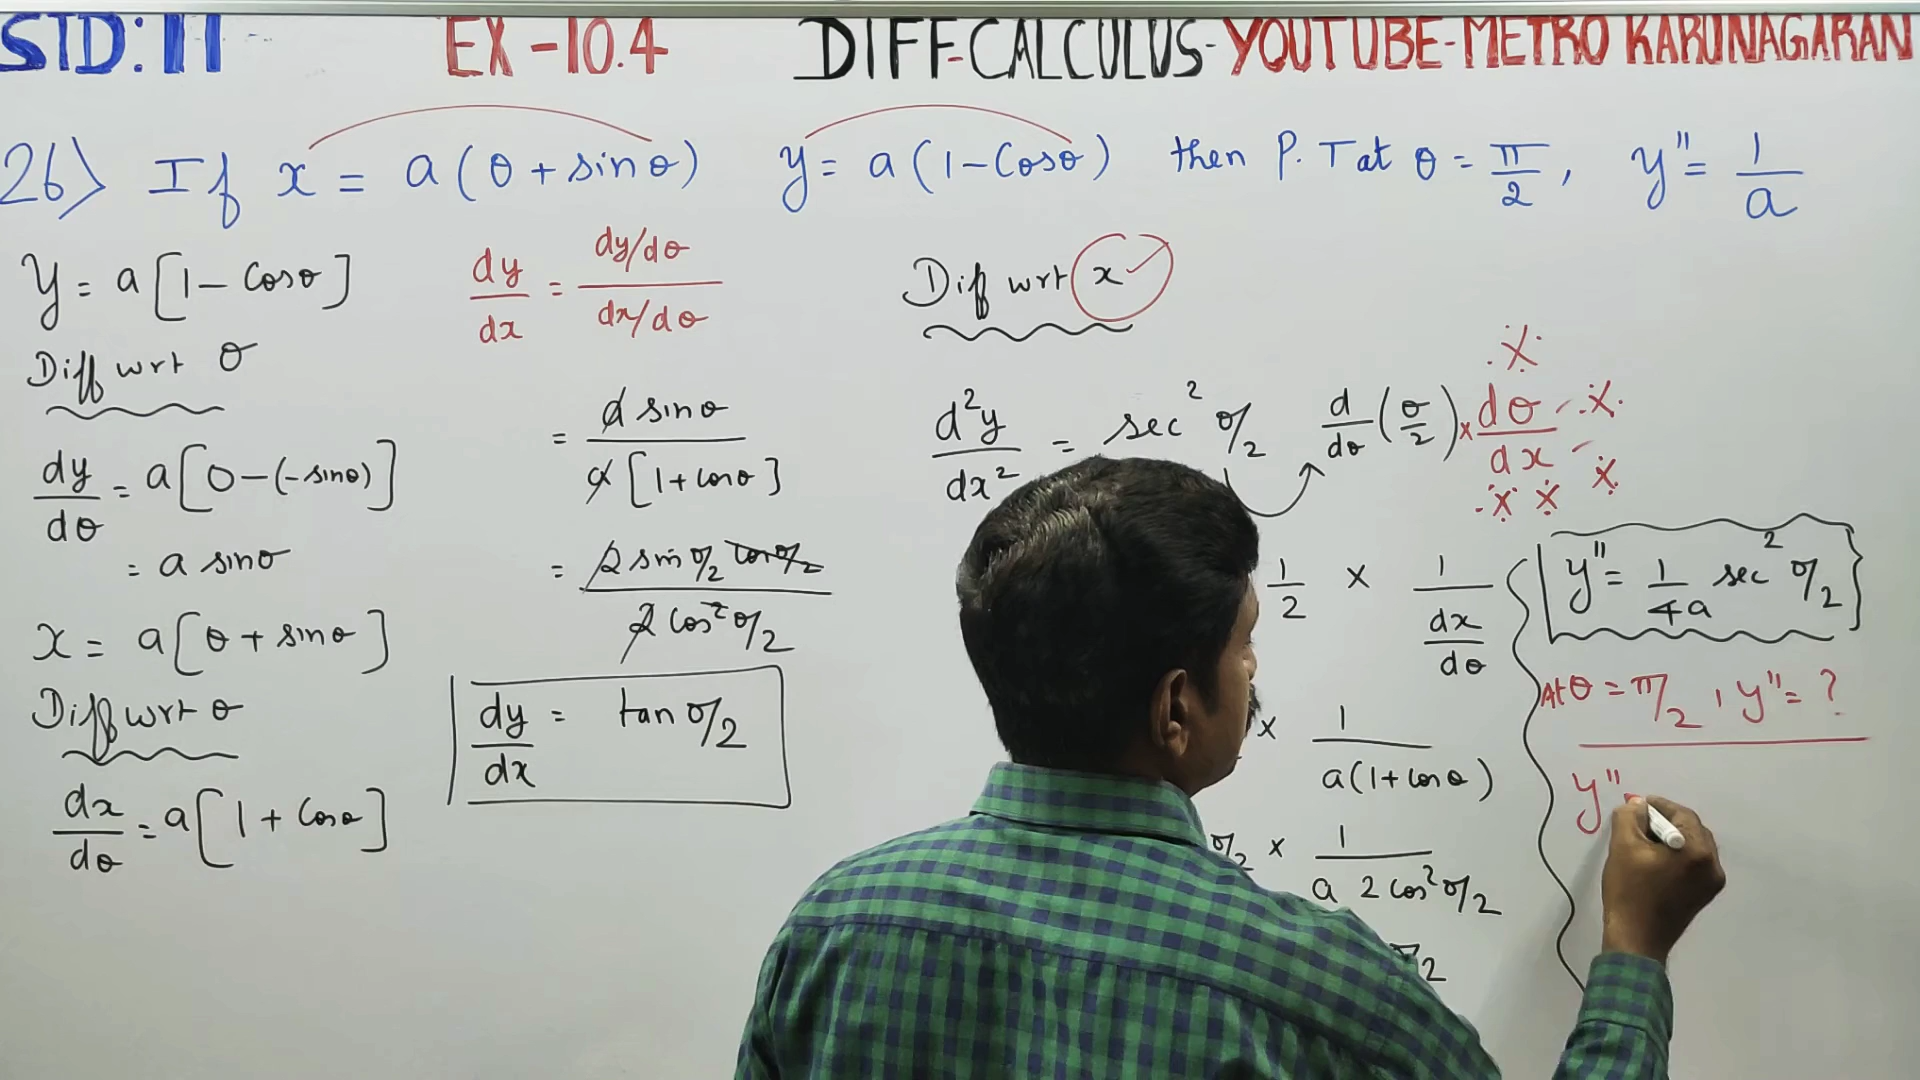 STD: 11 EX-10.4 DIFF-CALCULUS-YOUTUBE-METRO KARUNAGARAN
26) If x = a(θ + sinθ) y = a(1-Cosθ) then P.T at θ = π/2, y'' = 1/a
y = a[1- cosθ]
Diff wrt θ
dy/dθ = a[0-(-sinθ)]
= a sinθ
x = a[θ + sinθ]
Diff wrt θ
dx/dθ = a[1 + cosθ]
dy/dx = dy/dθ / dx/dθ
= a sinθ / a[1+cosθ]
= 2 sin θ/2 cos θ/2 / 2 cos² θ/2
dy/dx = tan θ/2
Diff wrt x ✓
d²y/dx² = sec² θ/2 d/dθ (θ/2) × dθ/dx
1/2 × 1 / dx/dθ
× 1 / a(1+cosθ)
θ/2 × 1 / a 2 cos² θ/2
y'' = 1/4a sec² θ/2
At θ = π/2, y'' = ?
y''